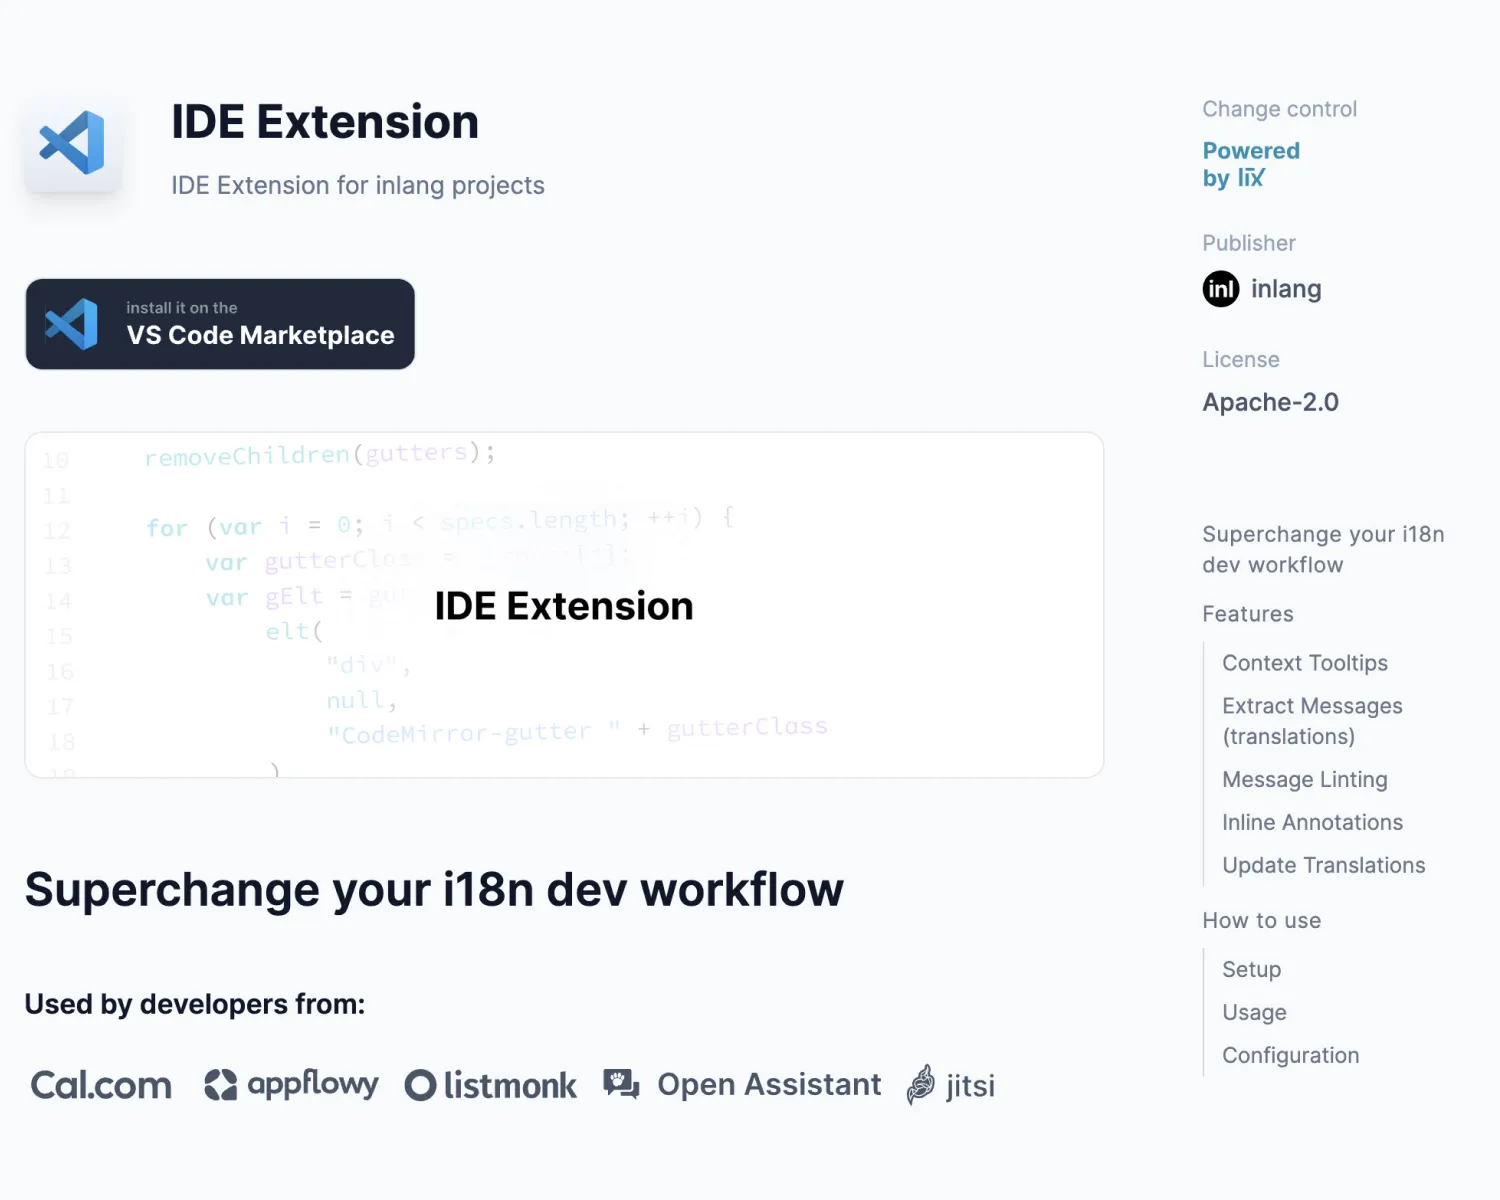 IDE Extension
IDE Extension for inlang projects
install it on the
VS Code Marketplace
10 removeChildren(gutters);
11
12 for (var i = 0; i < specs.length; ++i) {
13 var gutterClass =
14 var gElt =
15 elt(
16 "div",
17 null,
18 "CodeMirror-gutter " + gutterClass
19 )
IDE Extension
Superchange your i18n dev workflow
Used by developers from:
Cal.com appflowy listmonk Open Assistant jitsi
Change control
Powered
by lix
Publisher
inl inlang
License
Apache-2.0
Superchange your i18n
dev workflow
Features
Context Tooltips
Extract Messages
(translations)
Message Linting
Inline Annotations
Update Translations
How to use
Setup
Usage
Configuration